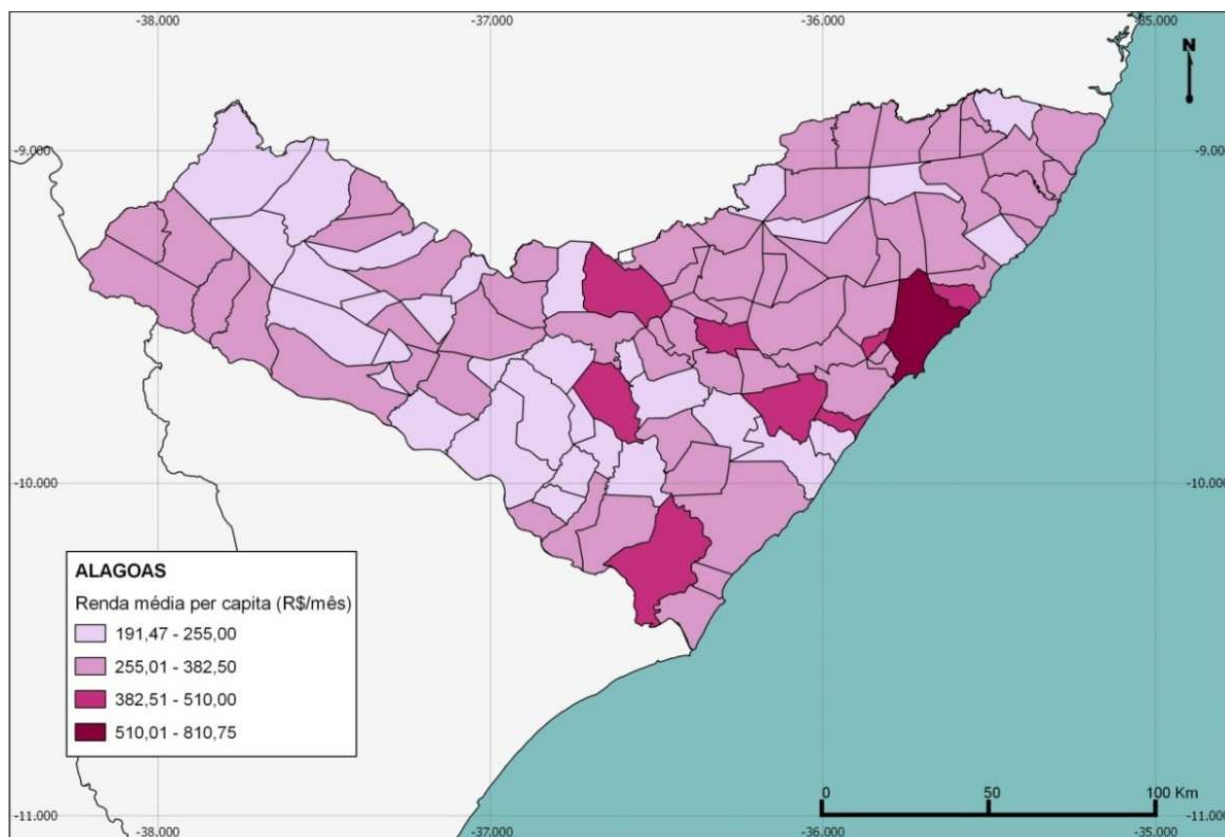 -38.000 -37.000 -36.000 -35.000
N
-9.000 -9.000
-10.000 -10.000
ALAGOAS
Renda média per capita (R$/mês)
191,47 - 255,00
255,01 - 382,50
382,51 - 510,00
510,01 - 810,75
0 50 100 Km
-11.000 -11.000
-38.000 -37.000 -36.000 -35.000